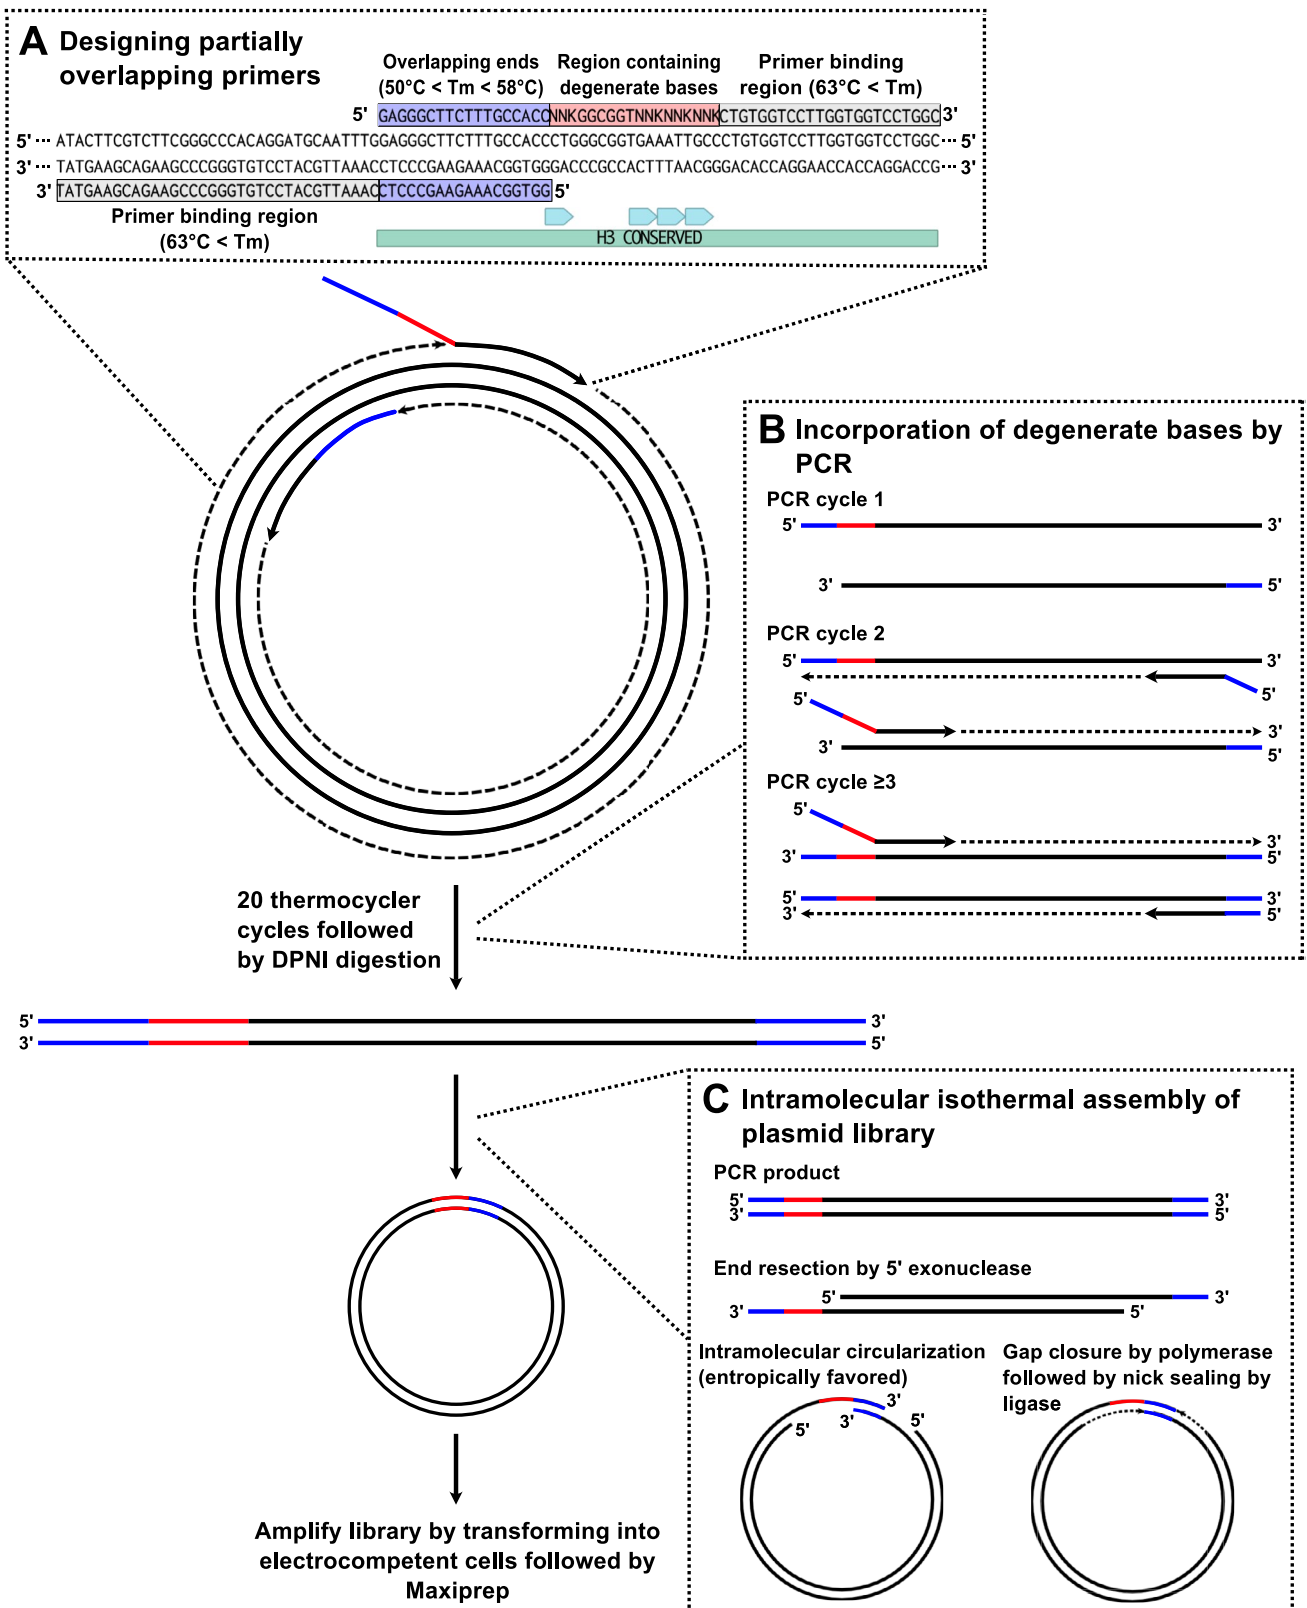 A Designing partially
overlapping primers
Overlapping ends
(50°C < Tm < 58°C)
Region containing
degenerate bases
Primer binding
region (63°C < Tm)
5' GAGGGCTTCTTTGCCACCNNKGGCGGTNNKNNKNNKCTGTGGTCCTTGGTGGTCCTGGC 3'
5' ··· ATACTTCGTCTTCGGGCCCACAGGATGCAATTTGGAGGGCTTCTTTGCCACCCTGGGCGGTGAAATTGCCCTGTGGTCCTTGGTGGTCCTGGC ··· 5'
3' ··· TATGAAGCAGAAGCCCGGGTGTCCTACGTTAAACCTCCCGAAGAAACGGTGGGACCCGCCACTTTAACGGGACACCAGGAACCACCAGGACCG ··· 3'
3' TATGAAGCAGAAGCCCGGGTGTCCTACGTTAAACCTCCCGAAGAAACGGTGG 5'
Primer binding region
(63°C < Tm)
H3 CONSERVED
B Incorporation of degenerate bases by
PCR
PCR cycle 1
5' 3'
3' 5'
PCR cycle 2
5' 3'
5'
5'
3'
3' 5'
PCR cycle ≥3
5'
3'
3' 5'
5' 3'
3' 5'
20 thermocycler
cycles followed
by DPNI digestion
5' 3'
3' 5'
C Intramolecular isothermal assembly of
plasmid library
PCR product
5' 3'
3' 5'
End resection by 5' exonuclease
5' 3'
3' 5'
Intramolecular circularization
(entropically favored)
3'
5' 3' 5'
Gap closure by polymerase
followed by nick sealing by
ligase
Amplify library by transforming into
electrocompetent cells followed by
Maxiprep